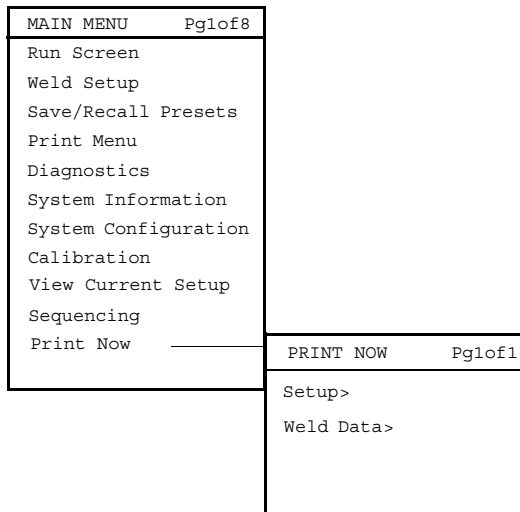 MAIN MENU Pg1of8
Run Screen
Weld Setup
Save/Recall Presets
Print Menu
Diagnostics
System Information
System Configuration
Calibration
View Current Setup
Sequencing
Print Now
PRINT NOW Pg1of1
Setup>
Weld Data>